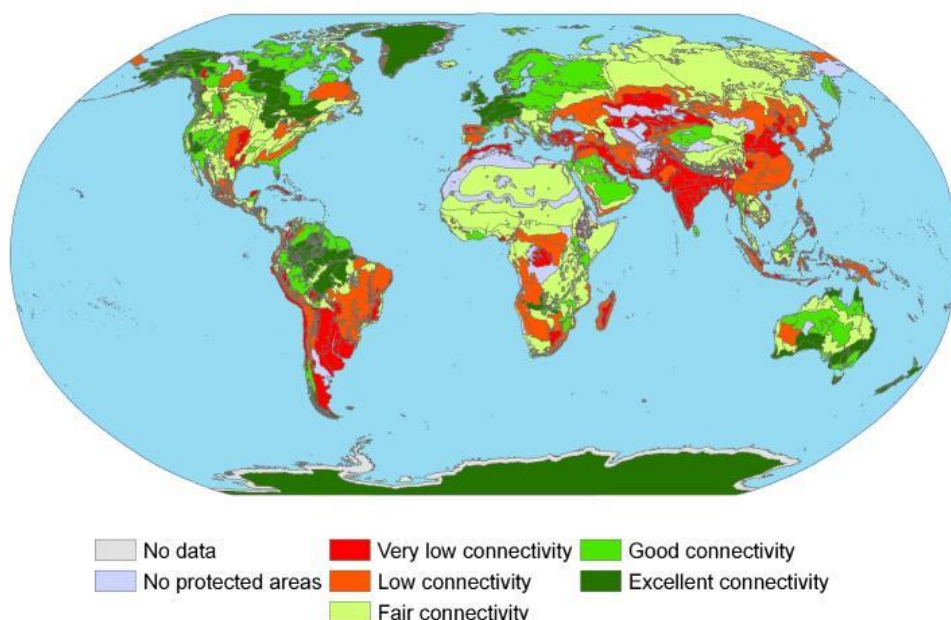 No data
No protected areas
Very low connectivity
Low connectivity
Fair connectivity
Good connectivity
Excellent connectivity